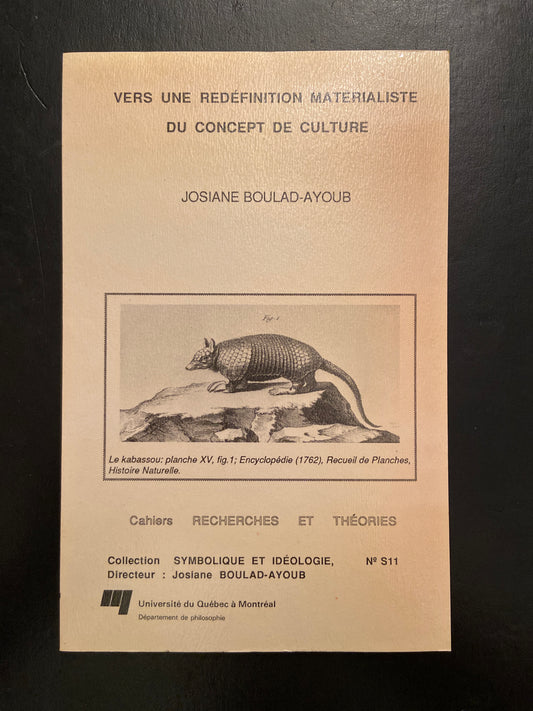 VERS UNE REDÉFINITION MATERIALISTE
DU CONCEPT DE CULTURE
JOSIANE BOULAD-AYOUB
Fig. 1
Le kabassou: planche XV, fig.1; Encyclopédie (1762), Recueil de Planches,
Histoire Naturelle.
Cahiers RECHERCHES ET THÉORIES
Collection SYMBOLIQUE ET IDÉOLOGIE, Nº S11
Directeur : Josiane BOULAD-AYOUB
Université du Québec à Montréal
Département de philosophie